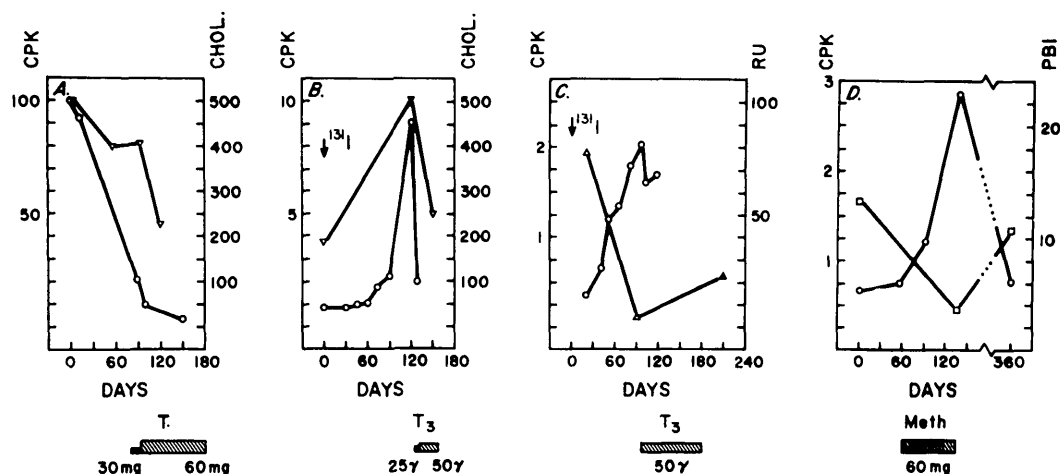 CPK
CHOL.
CPK
CHOL.
CPK
RU
CPK
PBI
A.
100
50
500
400
300
200
100
0 60 120 180
DAYS
B.
131I
10
5
500
400
300
200
100
0 60 120 180
DAYS
C.
131I
2
1
100
50
0 60 120 180 240
DAYS
D.
3
2
1
20
10
0 60 120 360
DAYS
T.
30mg 60mg
T3
25γ 50γ
T3
50γ
Meth
60mg